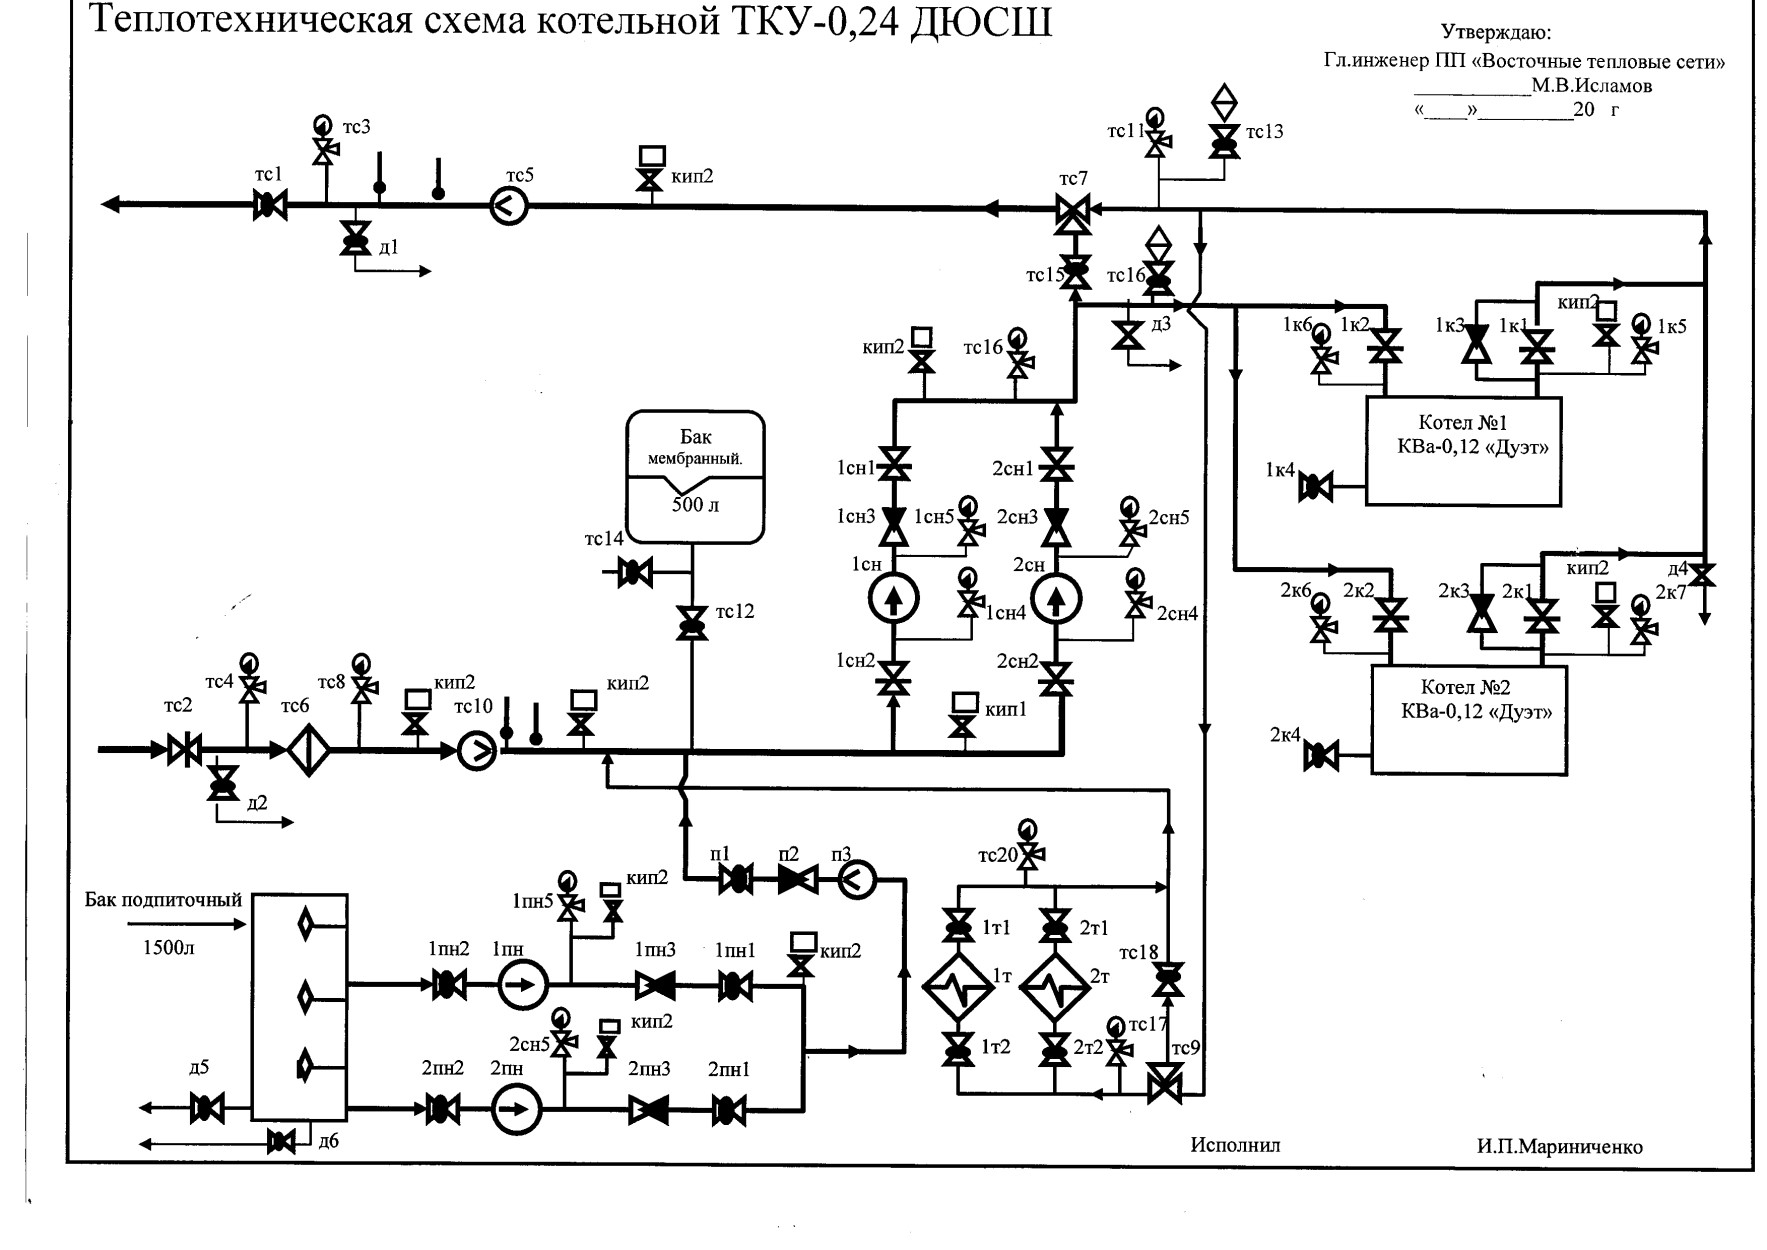 Теплотехническая схема котельной ТКУ-0,24 ДЮСШ
Утверждаю:
Гл.инженер ПП «Восточные тепловые сети»
___________М.В.Исламов
«____»_________20 г
тс3
тс11
тс13
тс1
тс5
кип2
тс7
д1
тс15
тс16
кип2
д3
1к6
1к2
1к3
1к1
1к5
кип2
тс16
Котел №1
КВа-0,12 «Дуэт»
Бак
мембранный.
500 л
1сн1
2сн1
1к4
1сн3
1сн5
2сн3
2сн5
тс14
1сн
2сн
кип2
д4
2к6
2к2
2к3
2к1
2к7
тс12
1сн4
2сн4
1сн2
2сн2
тс4
тс8
кип2
кип2
Котел №2
КВа-0,12 «Дуэт»
тс2
тс6
тс10
кип1
2к4
д2
п1
п2
п3
тс20
Бак подпиточный
1500л
1пн5
кип2
1т1
2т1
1пн2
1пн
1пн3
1пн1
кип2
тс18
1т
2т
2сн5
кип2
тс17
1т2
2т2
тс9
д5
2пн2
2пн
2пн3
2пн1
д6
Исполнил
И.П.Мариниченко